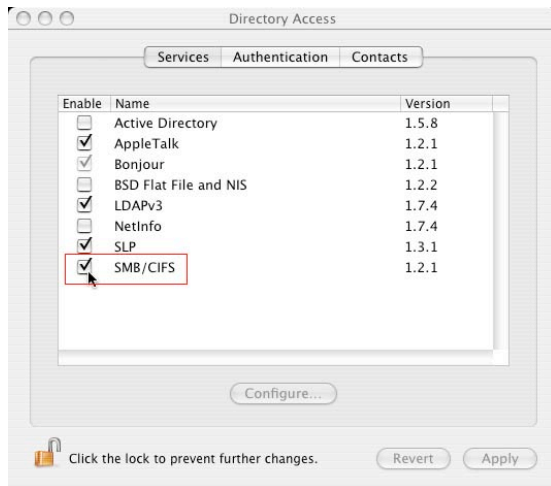 Directory Access
Services Authentication Contacts
Enable Name Version
Active Directory 1.5.8
AppleTalk 1.2.1
Bonjour 1.2.1
BSD Flat File and NIS 1.2.2
LDAPv3 1.7.4
NetInfo 1.7.4
SLP 1.3.1
SMB/CIFS 1.2.1
Configure...
Click the lock to prevent further changes. Revert Apply